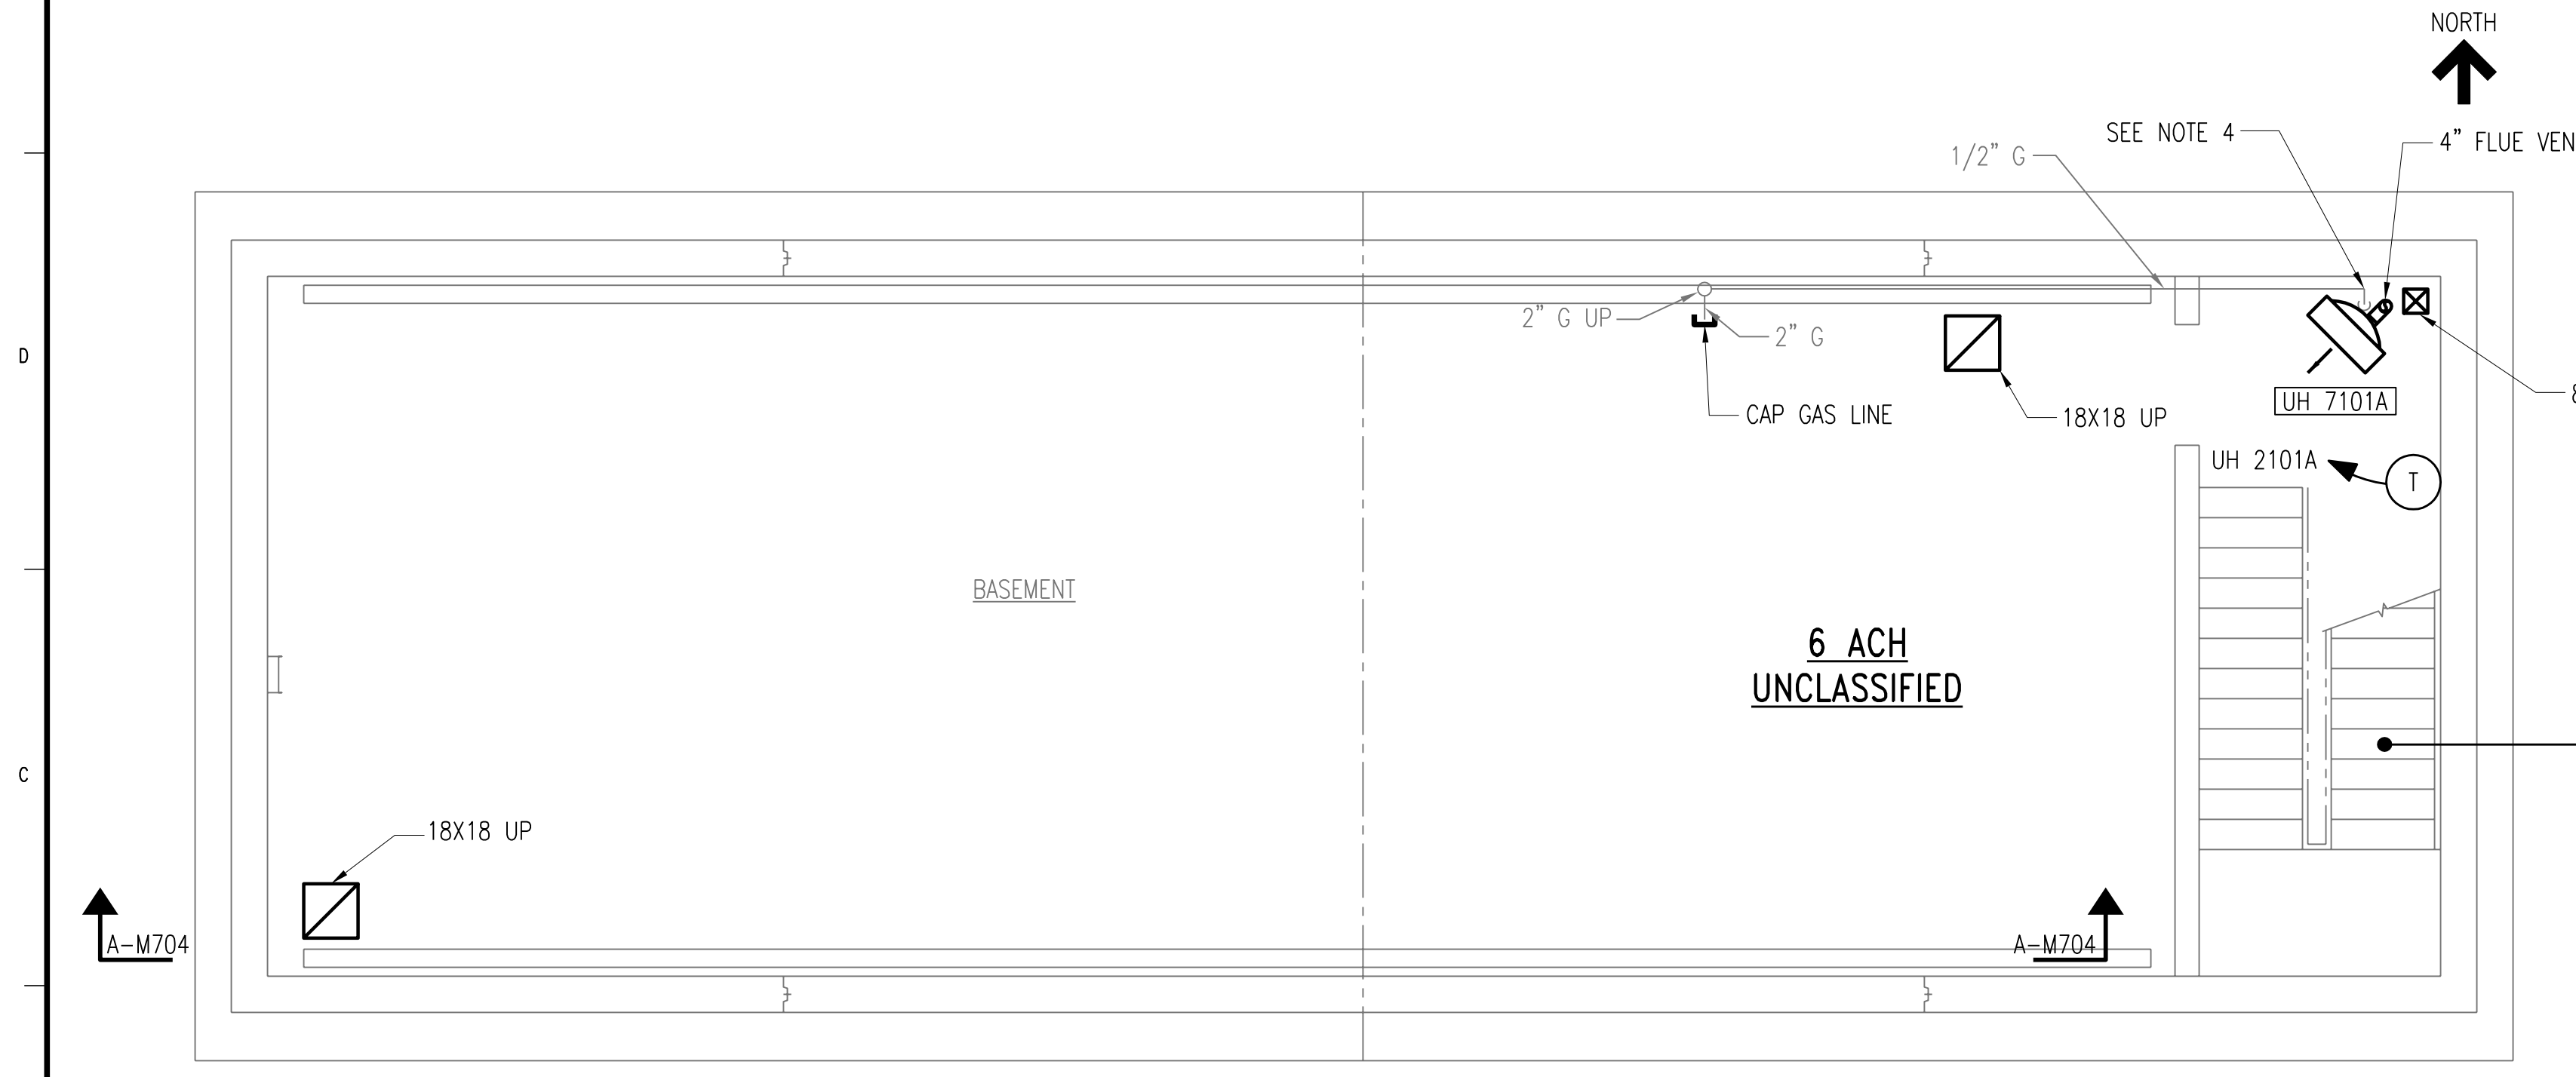 NORTH
SEE NOTE 4
4" FLUE VEN
1/2" G
2" G UP
2" G
D
CAP GAS LINE
18X18 UP
UH 7101A
8
UH 2101A
T
BASEMENT
6 ACH
UNCLASSIFIED
C
18X18 UP
A-M704
A-M704